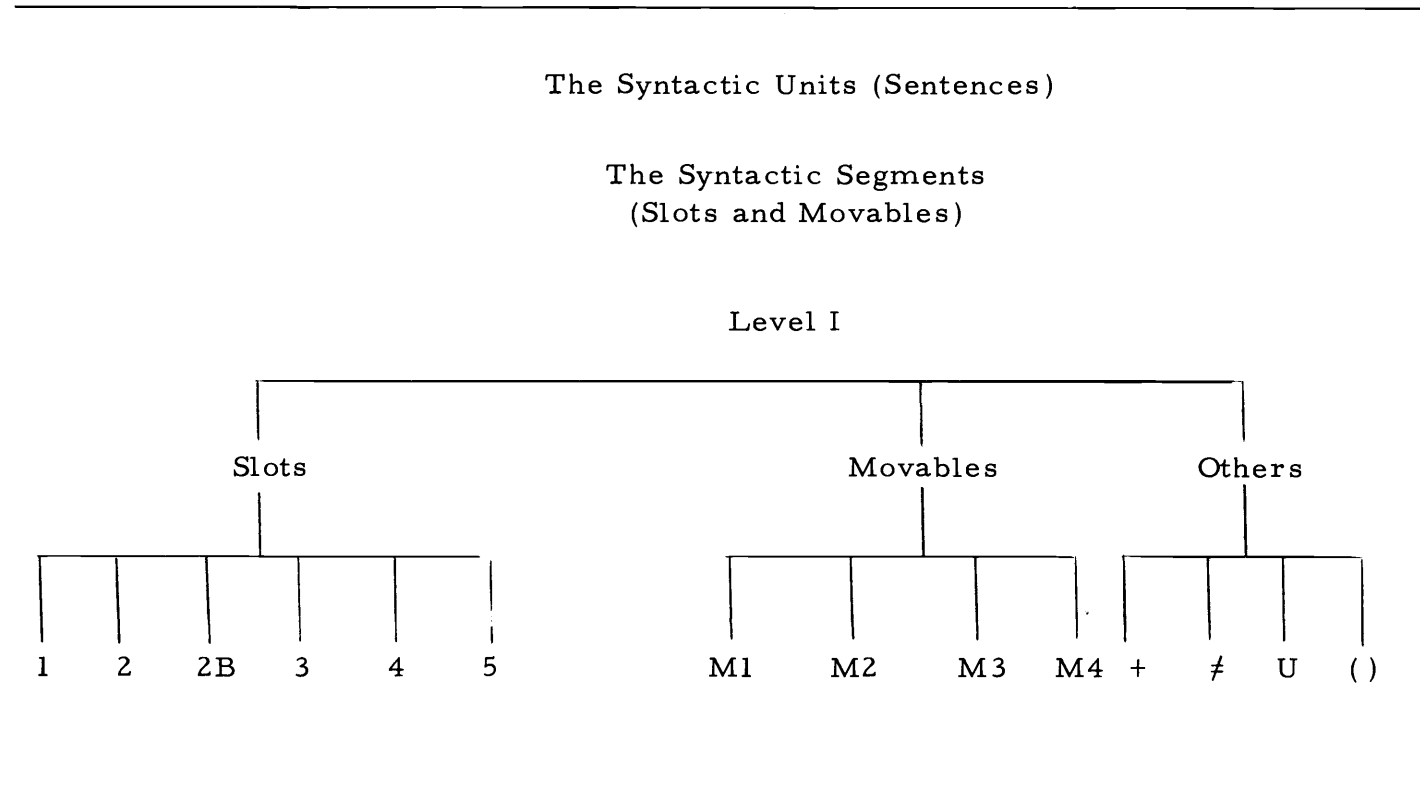 The Syntactic Units (Sentences)
The Syntactic Segments
(Slots and Movables)
Level I
Slots Movables Others
1 2 2B 3 4 5 M1 M2 M3 M4 + ≠ U ( )